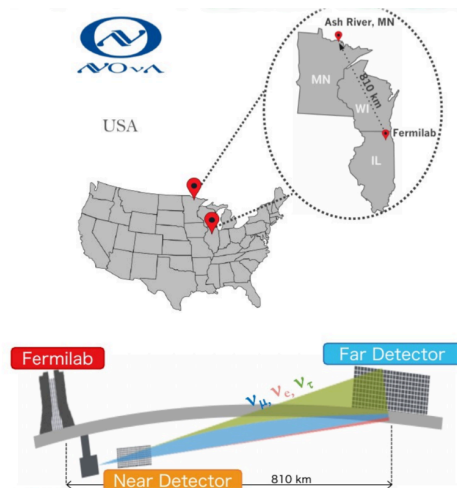 NOνA
USA
Ash River, MN
MN
810 km
WI
Fermilab
IL
Fermilab
Far Detector
νμ, νe, ντ
Near Detector
810 km